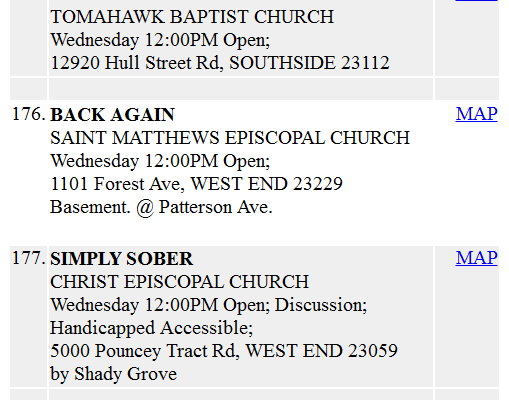 TOMAHAWK BAPTIST CHURCH
Wednesday 12:00PM Open;
12920 Hull Street Rd, SOUTHSIDE 23112
176. BACK AGAIN MAP
SAINT MATTHEWS EPISCOPAL CHURCH
Wednesday 12:00PM Open;
1101 Forest Ave, WEST END 23229
Basement. @ Patterson Ave.
177. SIMPLY SOBER MAP
CHRIST EPISCOPAL CHURCH
Wednesday 12:00PM Open; Discussion;
Handicapped Accessible;
5000 Pouncey Tract Rd, WEST END 23059
by Shady Grove